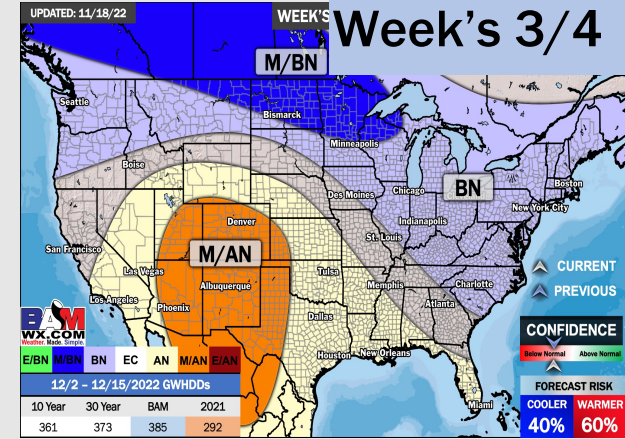 UPDATED: 11/18/22
WEEK'S
Week's 3/4
M/BN
Seattle
Bismarck
Minneapolis
Boise
Boston
Des Moines
Chicago
BN
New York City
Denver
Indianapolis
St. Louis
San Francisco
M/AN
Las Vegas
Tulsa
CURRENT
Albuquerque
Memphis
Charlotte
PREVIOUS
Los Angeles
Phoenix
Atlanta
Dallas
BAM
WX.COM
Weather. Made. Simple.
CONFIDENCE
Below Normal Above Normal
Houston
New Orleans
E/BN M/BN BN EC AN M/AN E/AN
12/2 – 12/15/2022 GWHDDs
10 Year 30 Year BAM 2021
361 373 385 292
Miami
FORECAST RISK
COOLER WARMER
40% 60%